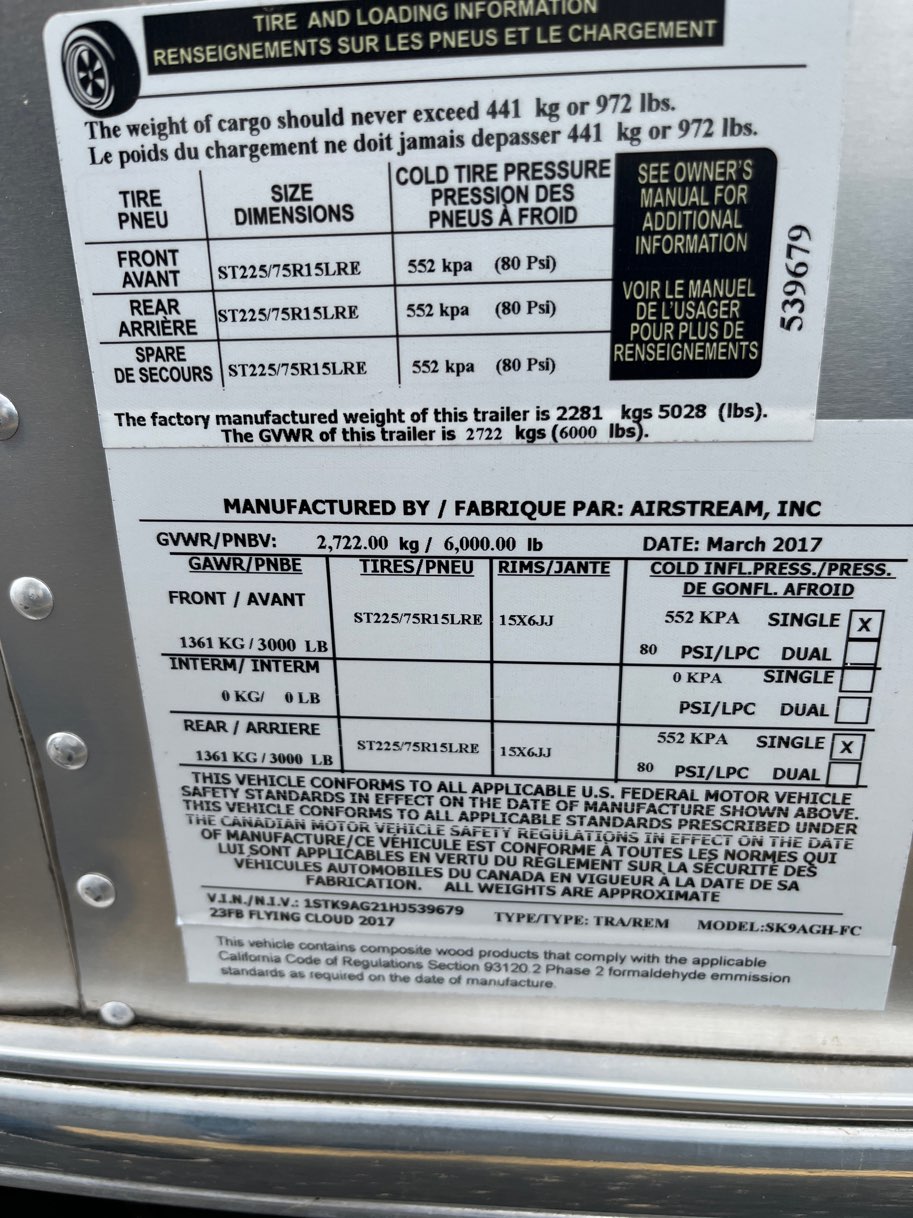 TIRE AND LOADING INFORMATION
RENSEIGNEMENTS SUR LES PNEUS ET LE CHARGEMENT
The weight of cargo should never exceed 441 kg or 972 lbs.
Le poids du chargement ne doit jamais depasser 441 kg or 972 lbs.
TIRE PNEU SIZE DIMENSIONS COLD TIRE PRESSURE PRESSION DES PNEUS À FROID
FRONT AVANT ST225/75R15LRE 552 kpa (80 Psi)
REAR ARRIÈRE ST225/75R15LRE 552 kpa (80 Psi)
SPARE DE SECOURS ST225/75R15LRE 552 kpa (80 Psi)
SEE OWNER'S
MANUAL FOR
ADDITIONAL
INFORMATION
VOIR LE MANUEL
DE L'USAGER
POUR PLUS DE
RENSEIGNEMENTS
539679
The factory manufactured weight of this trailer is 2281 kgs 5028 (lbs).
The GVWR of this trailer is 2722 kgs (6000 lbs).
MANUFACTURED BY / FABRIQUE PAR: AIRSTREAM, INC
GVWR/PNBV: 2,722.00 kg / 6,000.00 lb DATE: March 2017
GAWR/PNBE TIRES/PNEU RIMS/JANTE COLD INFL.PRESS./PRESS.
DE GONFL. AFROID
FRONT / AVANT ST225/75R15LRE 15X6JJ 552 KPA SINGLE X
1361 KG / 3000 LB 80 PSI/LPC DUAL
INTERM/ INTERM 0 KPA SINGLE
0 KG/ 0 LB PSI/LPC DUAL
REAR / ARRIERE ST225/75R15LRE 15X6JJ 552 KPA SINGLE X
1361 KG / 3000 LB 80 PSI/LPC DUAL
THIS VEHICLE CONFORMS TO ALL APPLICABLE U.S. FEDERAL MOTOR VEHICLE
SAFETY STANDARDS IN EFFECT ON THE DATE OF MANUFACTURE SHOWN ABOVE.
THIS VEHICLE CONFORMS TO ALL APPLICABLE STANDARDS PRESCRIBED UNDER
THE CANADIAN MOTOR VEHICLE SAFETY REGULATIONS IN EFFECT ON THE DATE
OF MANUFACTURE/CE VÉHICULE EST CONFORME À TOUTES LES NORMES QUI
LUI SONT APPLICABLES EN VERTU DU RÈGLEMENT SUR LA SÉCURITÉ DES
VÉHICULES AUTOMOBILES DU CANADA EN VIGUEUR À LA DATE DE SA
FABRICATION. ALL WEIGHTS ARE APPROXIMATE
V.I.N./N.I.V.: 1STK9AG21HJ539679
23FB FLYING CLOUD 2017 TYPE/TYPE: TRA/REM MODEL:SK9AGH-FC
This vehicle contains composite wood products that comply with the applicable
California Code of Regulations Section 93120.2 Phase 2 formaldehyde emmission
standards as required on the date of manufacture.